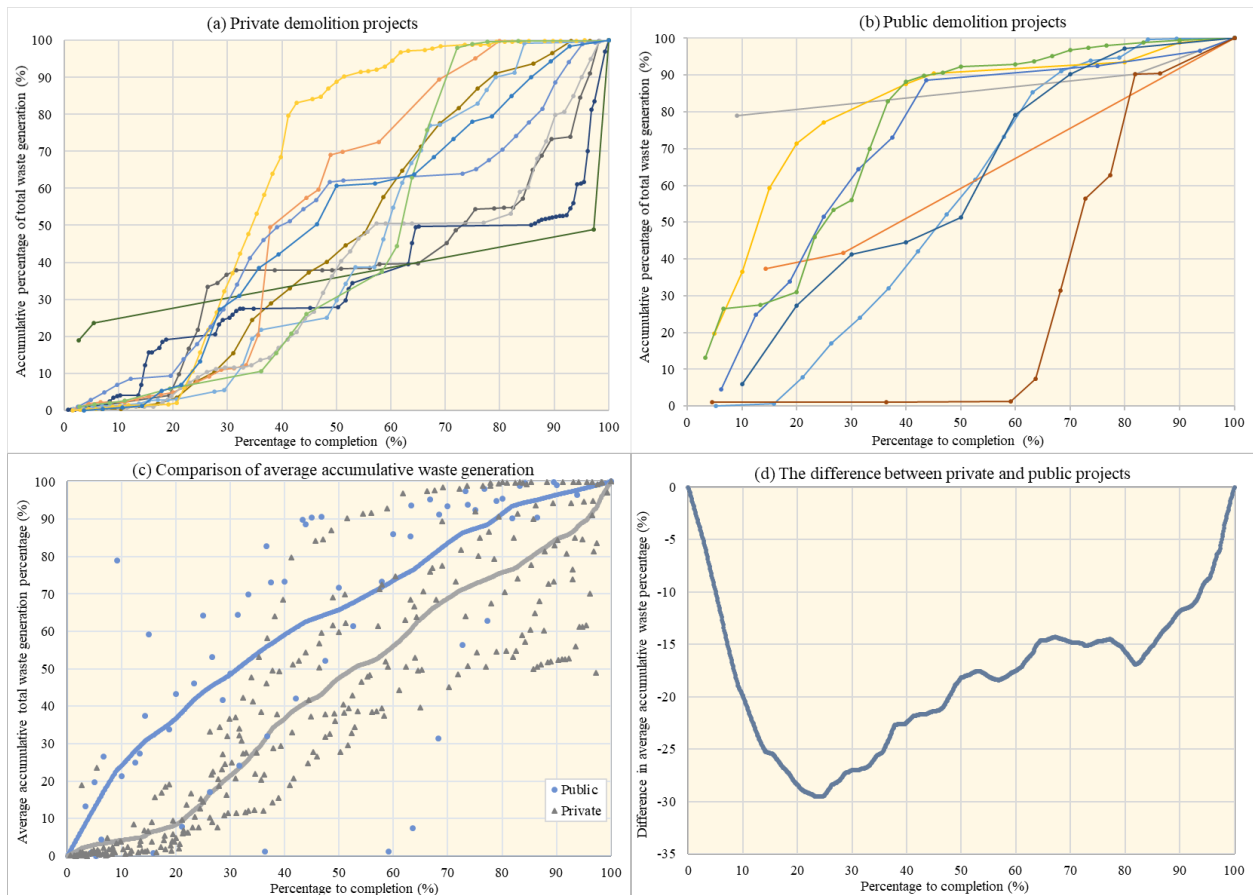 (a) Private demolition projects
Accumulative percentage of total waste generation (%)
100
90
80
70
60
50
40
30
20
10
0
0 10 20 30 40 50 60 70 80 90 100
Percentage to completion (%)
(b) Public demolition projects
Accumulative percentage of total waste generation (%)
100
90
80
70
60
50
40
30
20
10
0
0 10 20 30 40 50 60 70 80 90 100
Percentage to completion (%)
(c) Comparison of average accumulative waste generation
Average accumulative total waste generation percentage (%)
100
90
80
70
60
50
40
30
20
10
0
Public
Private
0 10 20 30 40 50 60 70 80 90 100
Percentage to completion (%)
(d) The difference between private and public projects
Difference in average accumulative waste percentage (%)
0
-5
-10
-15
-20
-25
-30
-35
0 10 20 30 40 50 60 70 80 90 100
Percentage to completion (%)